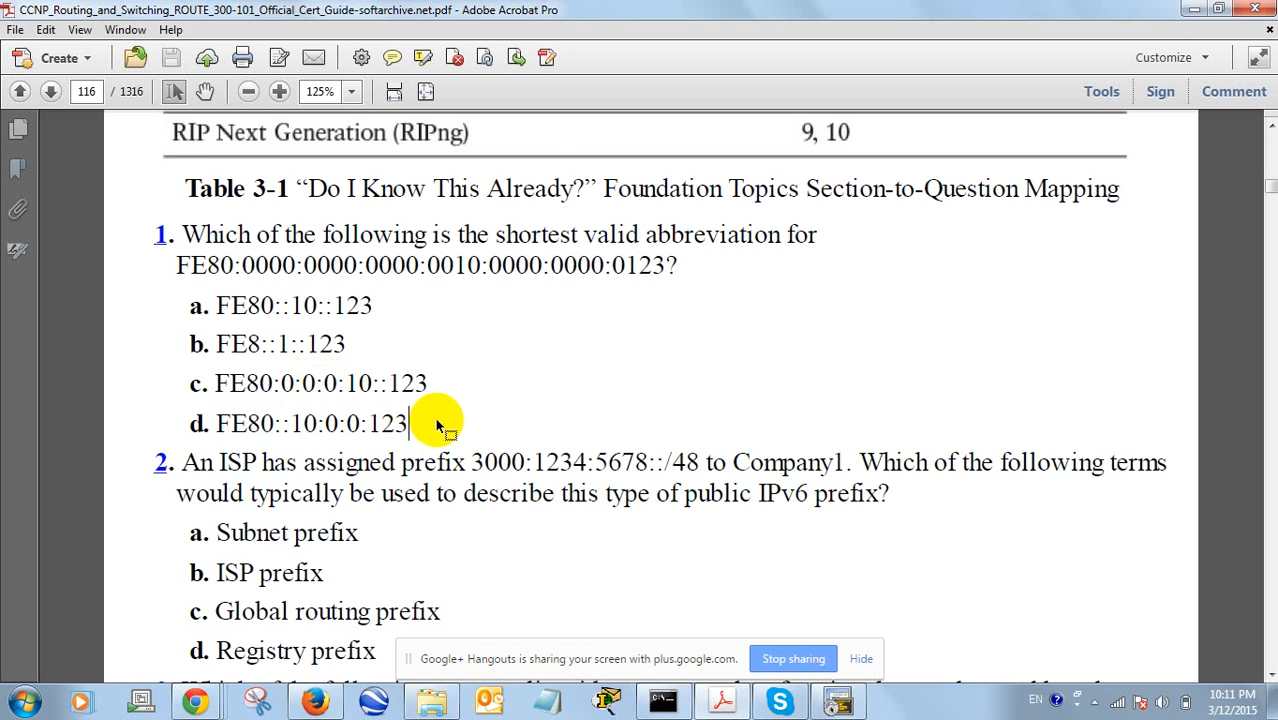 CCNP_Routing_and_Switching_ROUTE_300-101_Official_Cert_Guide-softarchive.net.pdf - Adobe Acrobat Pro
File Edit View Window Help
Create Customize
116 / 1316 125% Tools Sign Comment
RIP Next Generation (RIPng) 9, 10
Table 3-1 “Do I Know This Already?” Foundation Topics Section-to-Question Mapping
1. Which of the following is the shortest valid abbreviation for
FE80:0000:0000:0000:0010:0000:0000:0123?
a. FE80::10::123
b. FE8::1::123
c. FE80:0:0:0:10::123
d. FE80::10:0:0:123
2. An ISP has assigned prefix 3000:1234:5678::/48 to Company1. Which of the following terms
would typically be used to describe this type of public IPv6 prefix?
a. Subnet prefix
b. ISP prefix
c. Global routing prefix
d. Registry prefix
Google+ Hangouts is sharing your screen with plus.google.com. Stop sharing Hide
EN 10:11 PM
3/12/2015